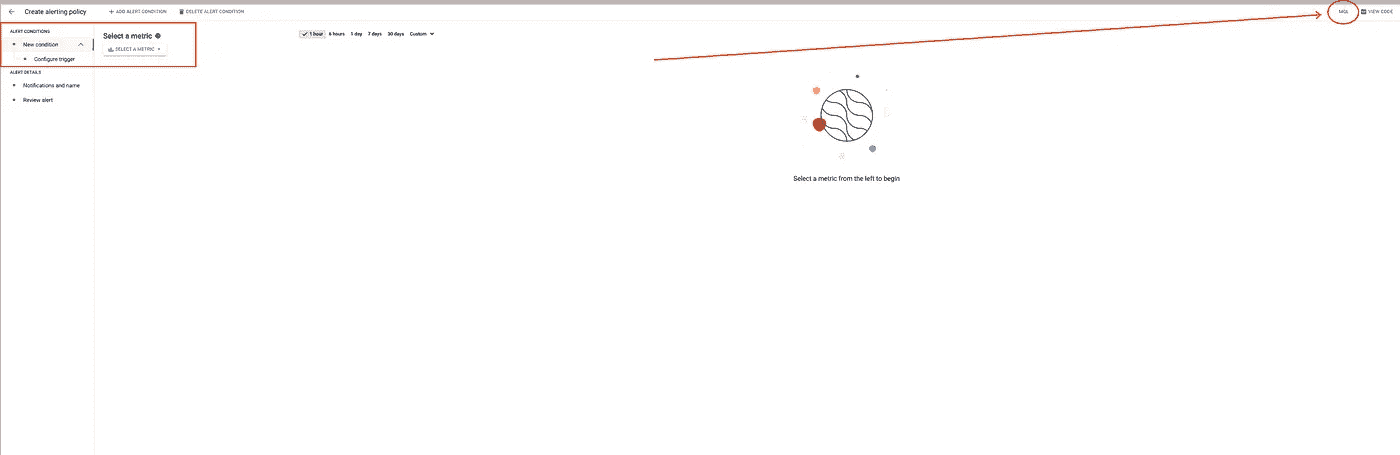 Create alerting policy
ADD ALERT CONDITION
DELETE ALERT CONDITION
MQL
VIEW CODE
ALERT CONDITIONS
New condition
Configure trigger
ALERT DETAILS
Notifications and name
Review alert
Select a metric
SELECT A METRIC
1 hour 6 hours 1 day 7 days 30 days Custom
Select a metric from the left to begin